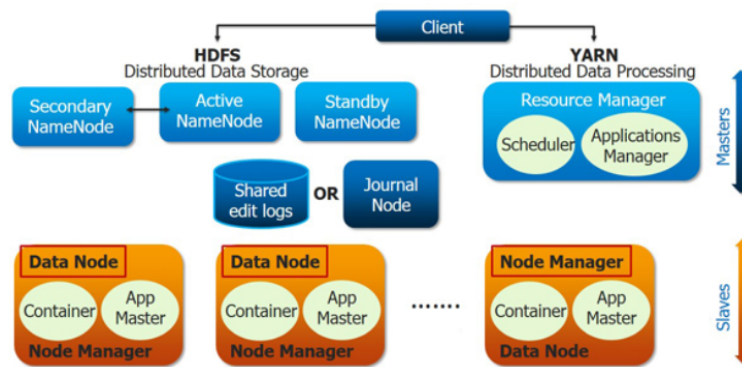 Client
HDFS
Distributed Data Storage
YARN
Distributed Data Processing
Secondary
NameNode
Active
NameNode
Standby
NameNode
Resource Manager
Scheduler
Applications
Manager
Masters
Shared
edit logs
OR
Journal
Node
Data Node
Container
App
Master
Node Manager
Data Node
Container
App
Master
Node Manager
.......
Node Manager
Container
App
Master
Data Node
Slaves